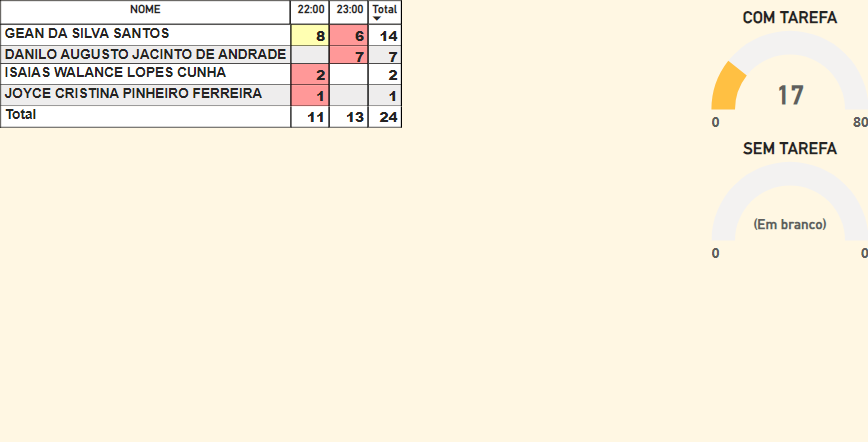 NOME 22:00 23:00 Total
GEAN DA SILVA SANTOS 8 6 14
DANILO AUGUSTO JACINTO DE ANDRADE 7 7
ISAIAS WALANCE LOPES CUNHA 2 2
JOYCE CRISTINA PINHEIRO FERREIRA 1 1
Total 11 13 24
COM TAREFA
17
0 80
SEM TAREFA
(Em branco)
0 0